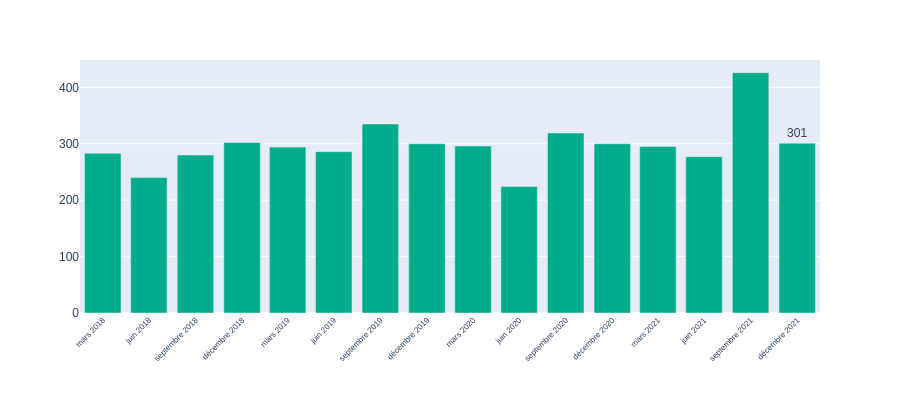 400
300
200
100
0
301
mars 2018
juin 2018
septembre 2018
décembre 2018
mars 2019
juin 2019
septembre 2019
décembre 2019
mars 2020
juin 2020
septembre 2020
décembre 2020
mars 2021
juin 2021
septembre 2021
décembre 2021